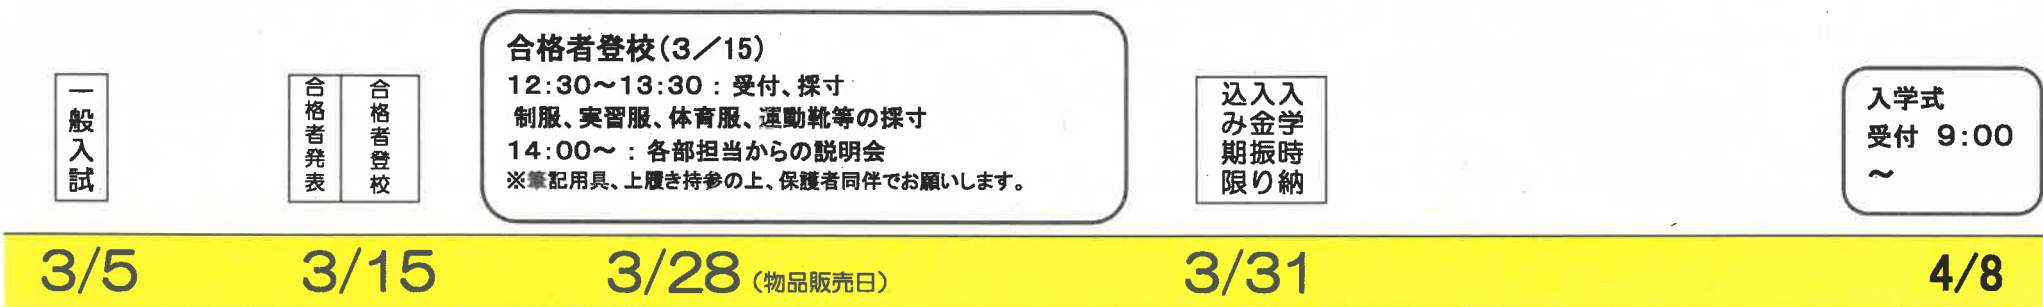 一般入試
合格者発表
合格者登校
合格者登校(3／15)
12:30～13:30 : 受付、採寸
制服、実習服、体育服、運動靴等の採寸
14:00～ : 各部担当からの説明会
※筆記用具、上履き持参の上、保護者同伴でお願いします。
入学時納
入金振り
込み期限
入学式
受付 9:00
～
3/5
3/15
3/28 (物品販売日)
3/31
4/8